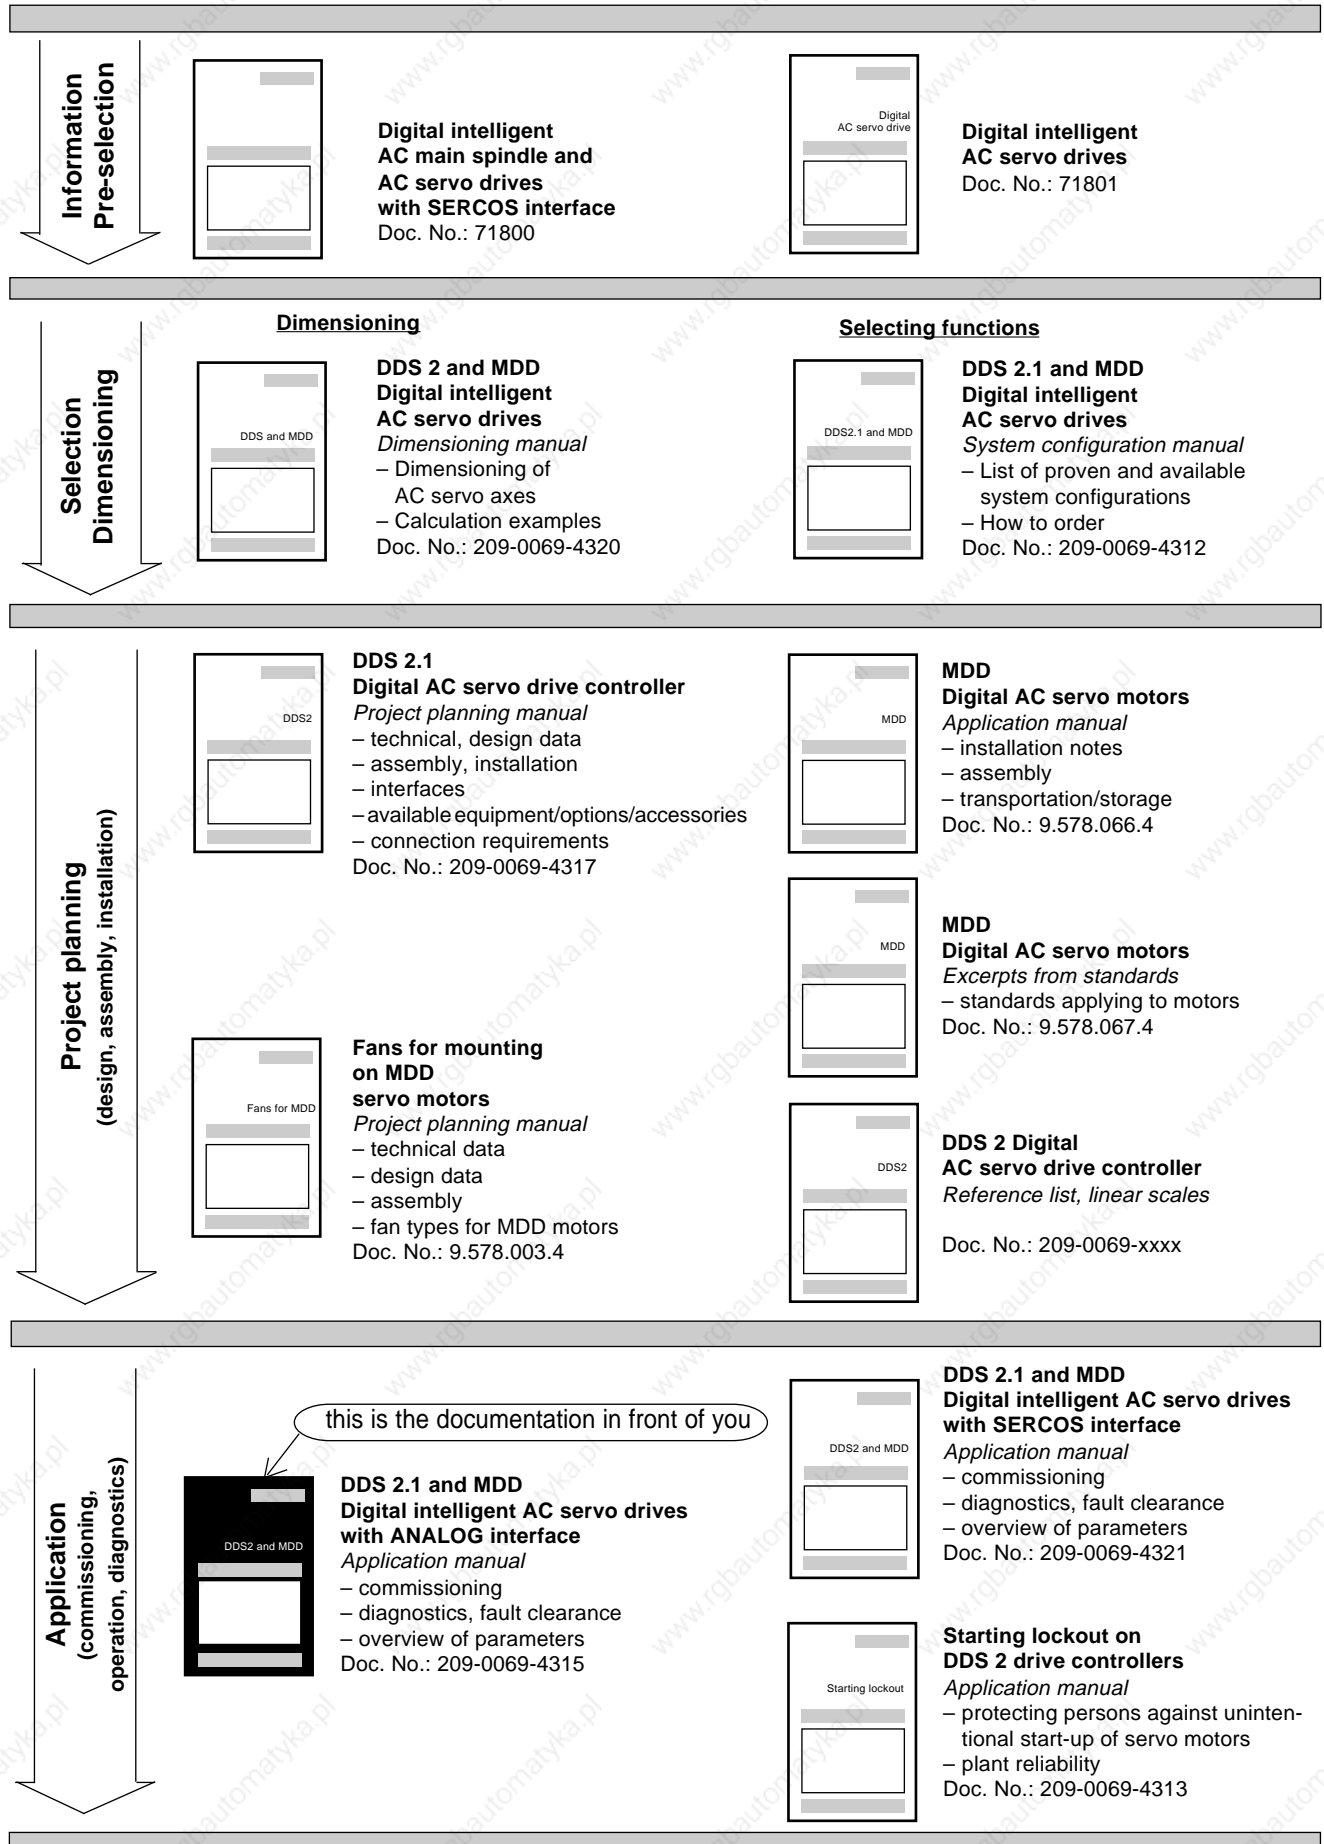 Information
Pre-selection
Digital intelligent
AC main spindle and
AC servo drives
with SERCOS interface
Doc. No.: 71800
Digital
AC servo drive
Digital intelligent
AC servo drives
Doc. No.: 71801
Selection
Dimensioning
Dimensioning
DDS and MDD
DDS 2 and MDD
Digital intelligent
AC servo drives
Dimensioning manual
– Dimensioning of
AC servo axes
– Calculation examples
Doc. No.: 209-0069-4320
Selecting functions
DDS2.1 and MDD
DDS 2.1 and MDD
Digital intelligent
AC servo drives
System configuration manual
– List of proven and available
system configurations
– How to order
Doc. No.: 209-0069-4312
Project planning
(design, assembly, installation)
DDS2
DDS 2.1
Digital AC servo drive controller
Project planning manual
– technical, design data
– assembly, installation
– interfaces
– available equipment/options/accessories
– connection requirements
Doc. No.: 209-0069-4317
MDD
MDD
Digital AC servo motors
Application manual
– installation notes
– assembly
– transportation/storage
Doc. No.: 9.578.066.4
MDD
MDD
Digital AC servo motors
Excerpts from standards
– standards applying to motors
Doc. No.: 9.578.067.4
Fans for MDD
Fans for mounting
on MDD
servo motors
Project planning manual
– technical data
– design data
– assembly
– fan types for MDD motors
Doc. No.: 9.578.003.4
DDS2
DDS 2 Digital
AC servo drive controller
Reference list, linear scales
Doc. No.: 209-0069-xxxx
Application
(commissioning,
operation, diagnostics)
this is the documentation in front of you
DDS2 and MDD
DDS 2.1 and MDD
Digital intelligent AC servo drives
with ANALOG interface
Application manual
– commissioning
– diagnostics, fault clearance
– overview of parameters
Doc. No.: 209-0069-4315
DDS2 and MDD
DDS 2.1 and MDD
Digital intelligent AC servo drives
with SERCOS interface
Application manual
– commissioning
– diagnostics, fault clearance
– overview of parameters
Doc. No.: 209-0069-4321
Starting lockout
Starting lockout on
DDS 2 drive controllers
Application manual
– protecting persons against uninten-
tional start-up of servo motors
– plant reliability
Doc. No.: 209-0069-4313
www.rgbautomatyka.pl